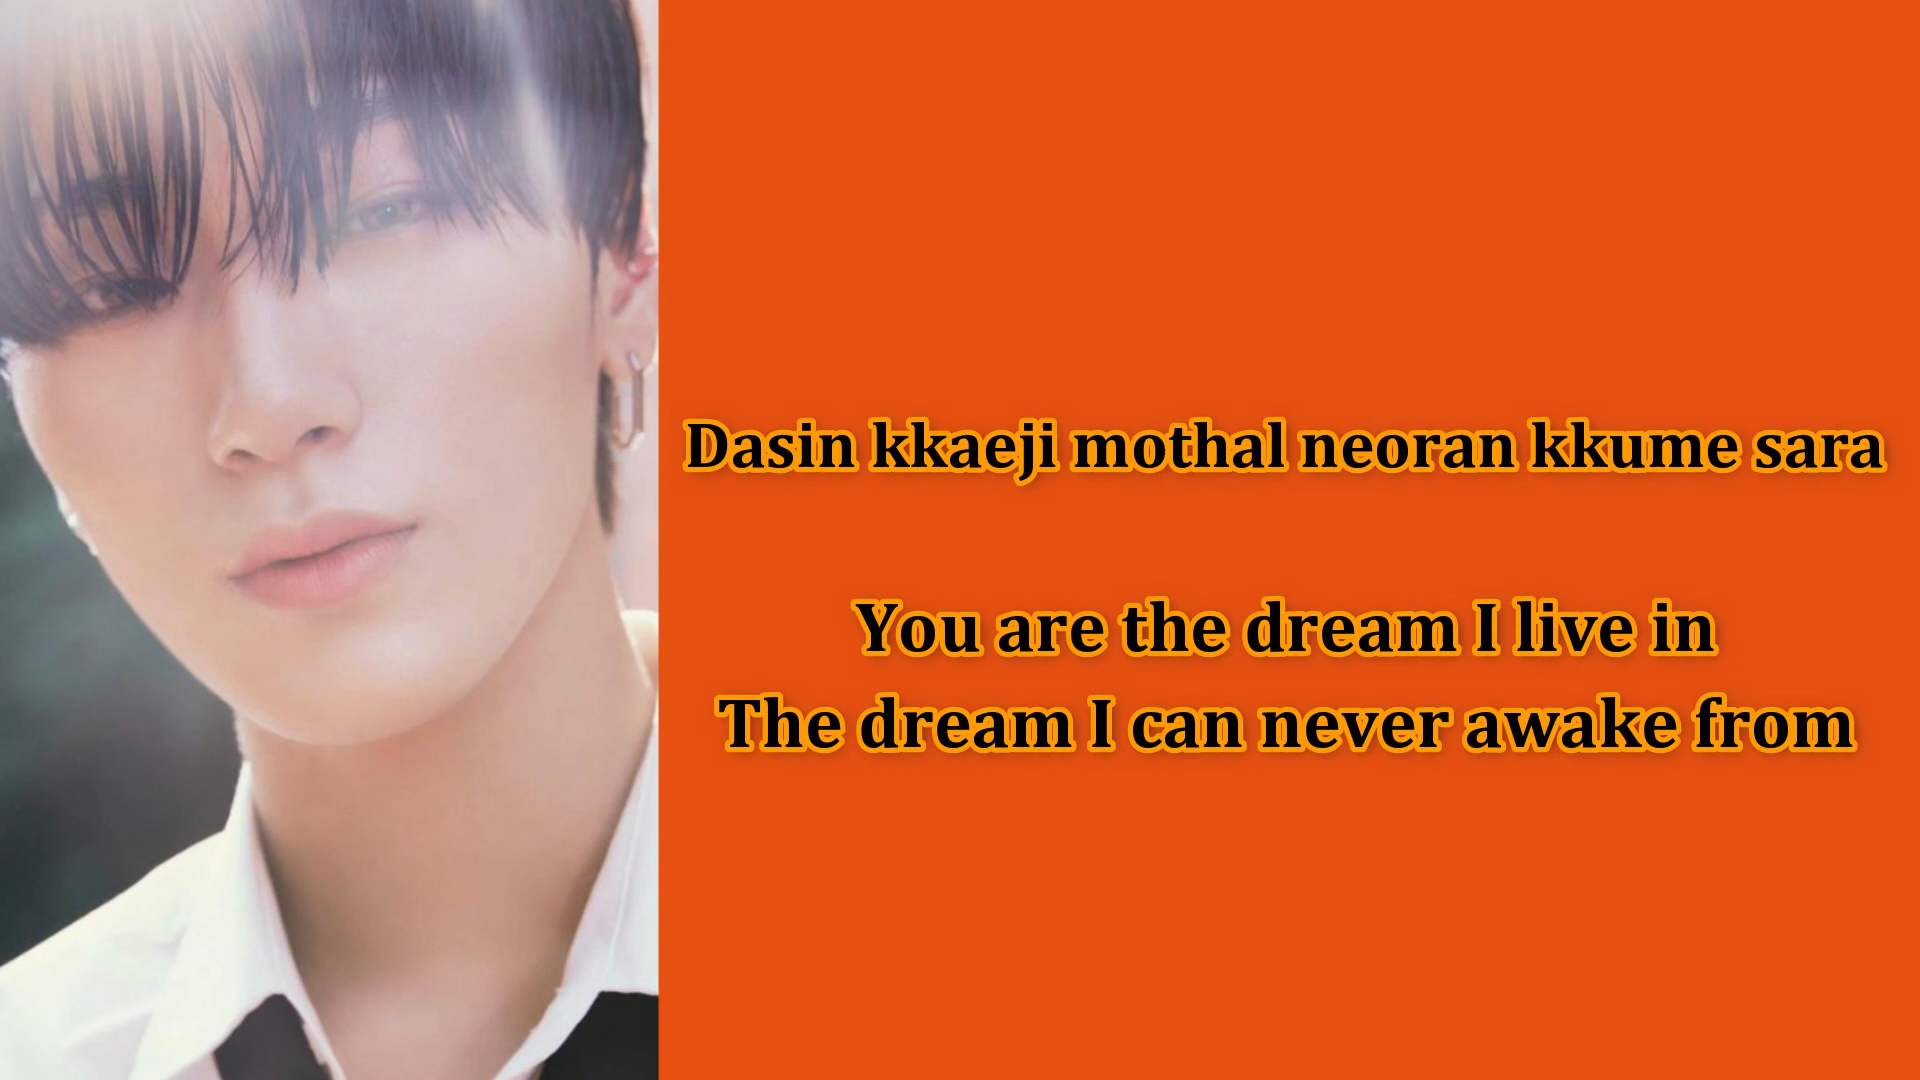 Dasin kkaeji mothal neoran kkume sara
You are the dream I live in
The dream I can never awake from